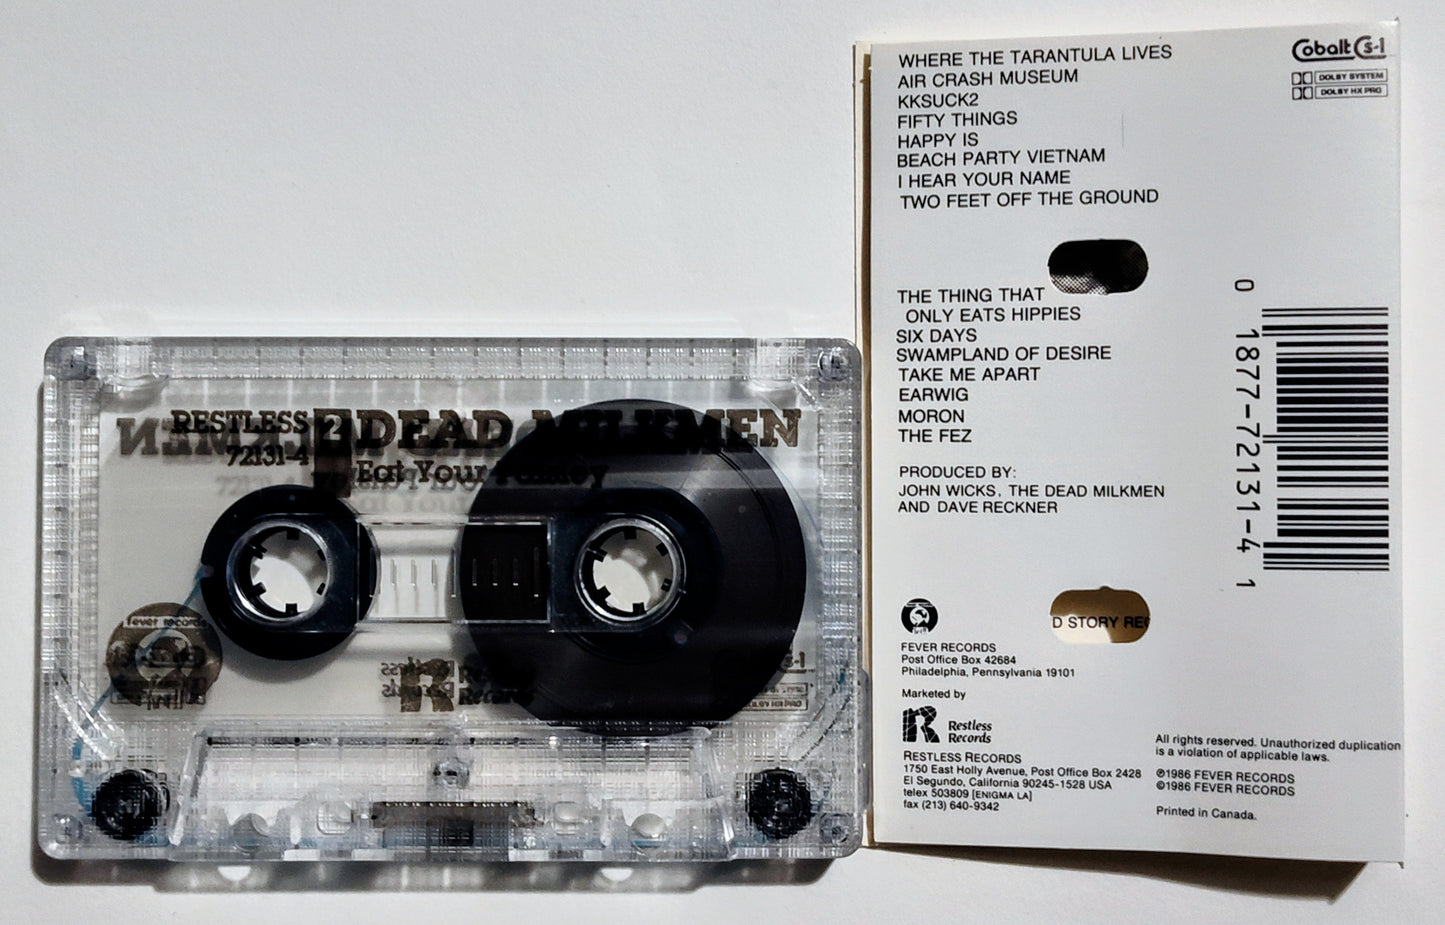 RESTLESS
72131-4
2
DEAD MILKMEN
Eat Your Paisley
fever records
Restless
Records
S-1
DOLBY HX PRO
WHERE THE TARANTULA LIVES
AIR CRASH MUSEUM
KKSUCK2
FIFTY THINGS
HAPPY IS
BEACH PARTY VIETNAM
I HEAR YOUR NAME
TWO FEET OFF THE GROUND
Cobalt Cs-1
DOLBY SYSTEM
DOLBY HX PRO
THE THING THAT
ONLY EATS HIPPIES
SIX DAYS
SWAMPLAND OF DESIRE
TAKE ME APART
EARWIG
MORON
THE FEZ
PRODUCED BY:
JOHN WICKS, THE DEAD MILKMEN
AND DAVE RECKNER
0 1877-72131-4 1
D STORY REC
FEVER RECORDS
Post Office Box 42684
Philadelphia, Pennsylvania 19101
Marketed by
R Restless
Records
RESTLESS RECORDS
1750 East Holly Avenue, Post Office Box 2428
El Segundo, California 90245-1528 USA
telex 503809 [ENIGMA LA]
fax (213) 640-9342
All rights reserved. Unauthorized duplication
is a violation of applicable laws.
℗1986 FEVER RECORDS
©1986 FEVER RECORDS
Printed in Canada.